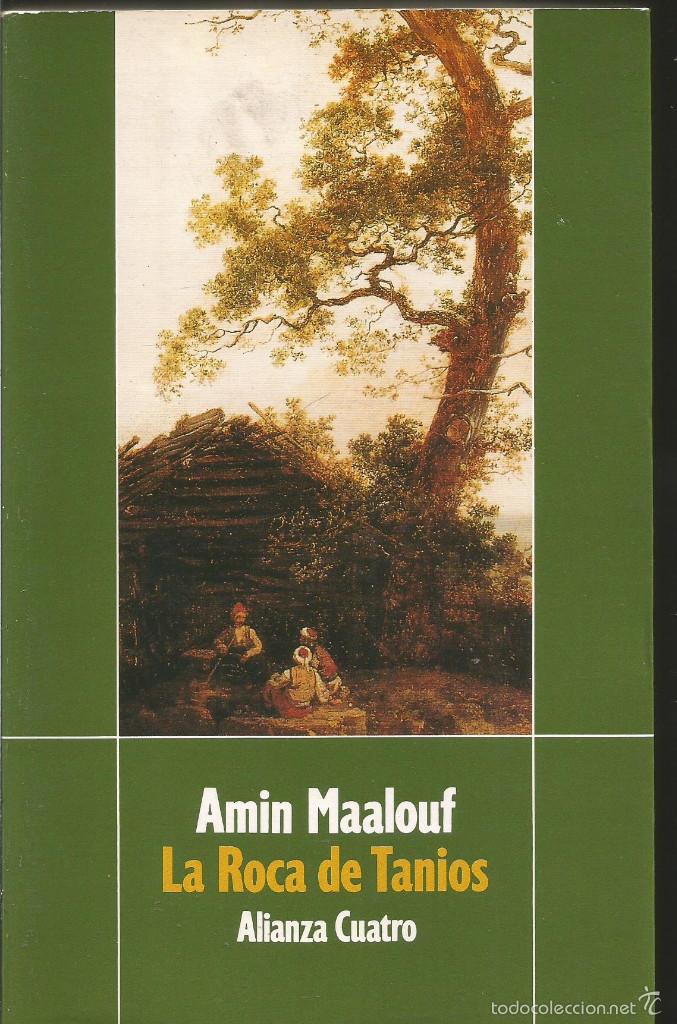 Amin Maalouf
La Roca de Tanios
Alianza Cuatro
todocoleccion.net